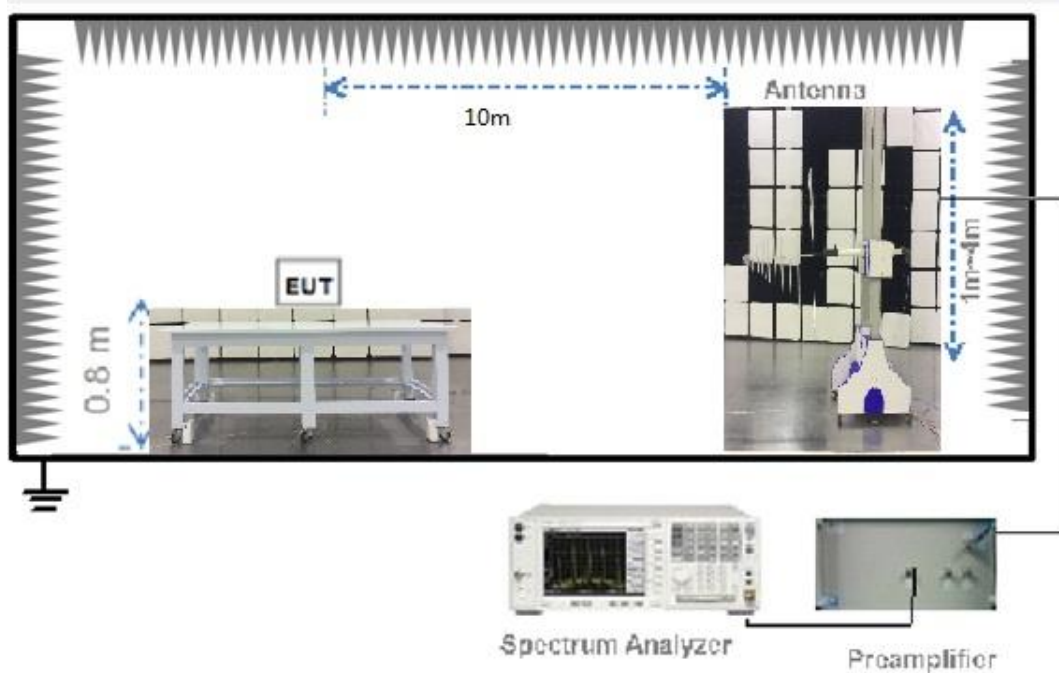 Antenna
10m
1m~4m
EUT
0.8 m
Spectrum Analyzer
Preamplifier